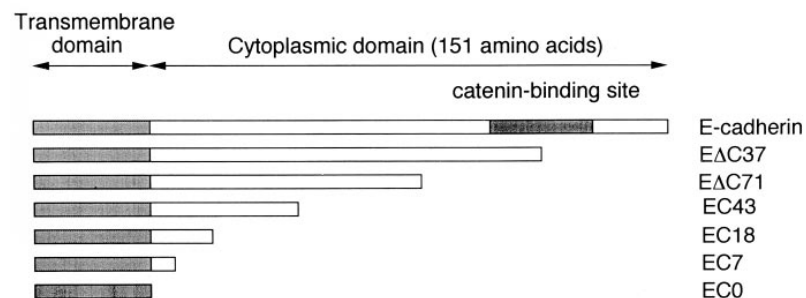 Transmembrane
domain
Cytoplasmic domain (151 amino acids)
catenin-binding site
E-cadherin
EΔC37
EΔC71
EC43
EC18
EC7
EC0